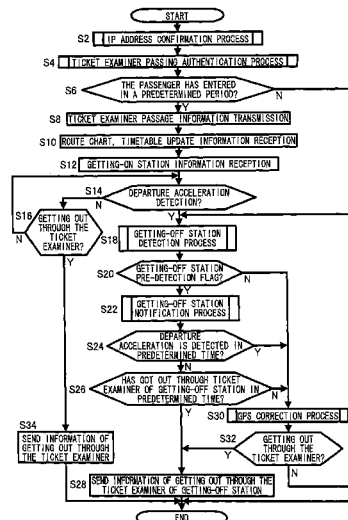 START
S2
IP ADDRESS CONFIRMATION PROCESS
S4
TICKET EXAMINER PASSING AUTHENTICATION PROCESS
S6
THE PASSENGER HAS ENTERED
IN A PREDETERMINED PERIOD?
N
Y
S8
TICKET EXAMINER PASSAGE INFORMATION TRANSMISSION
S10
ROUTE CHART, TIMETABLE UPDATE INFORMATION RECEPTION
S12
GETTING-ON STATION INFORMATION RECEPTION
S14
DEPARTURE ACCELERATION
DETECTION?
N
Y
S16
GETTING OUT
THROUGH THE
TICKET
EXAMINER?
N
Y
S18
GETTING-OFF STATION
DETECTION PROCESS
S20
GETTING-OFF STATION
PRE-DETECTION FLAG?
N
Y
S22
GETTING-OFF STATION
NOTIFICATION PROCESS
S24
DEPARTURE
ACCELERATION IS DETECTED IN
PREDETERMINED TIME?
Y
N
S26
HAS GOT OUT THROUGH TICKET
EXAMINER OF GETTING-OFF STATION IN
PREDETERMINED TIME?
N
Y
S30
GPS CORRECTION PROCESS
S32
GETTING OUT
THROUGH
THE TICKET
EXAMINER?
Y
N
S34
SEND INFORMATION OF
GETTING OUT THROUGH
THE TICKET EXAMINER
S28
SEND INFORMATION OF GETTING OUT THROUGH THE
TICKET EXAMINER OF GETTING-OFF STATION
END